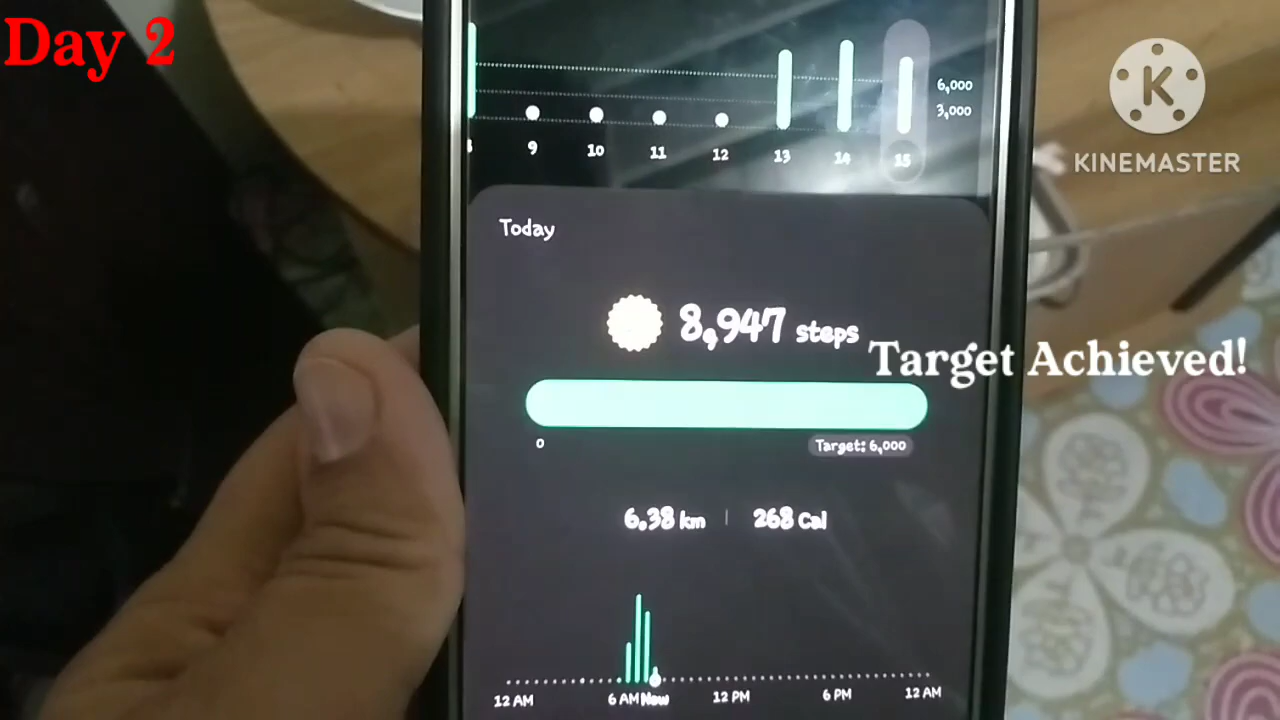 Day 2
KINEMASTER
6,000
3,000
9 10 11 12 13 14 15
Today
8,947 steps
Target Achieved!
0
Target: 6,000
6.38 km | 268 Cal
12 AM 6 AM Now 12 PM 6 PM 12 AM